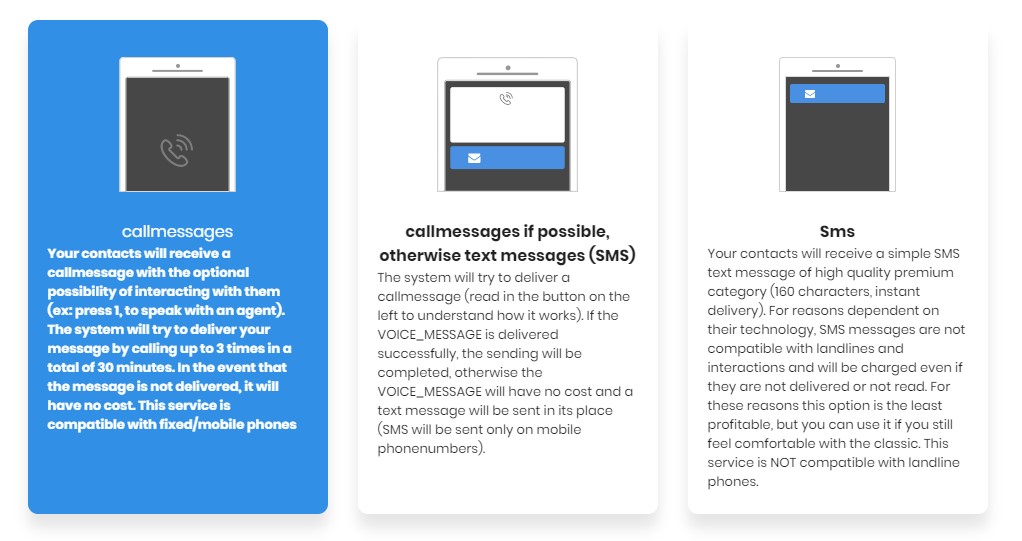 callmessages
Your contacts will receive a
callmessage with the optional
possibility of interacting with them
(ex: press 1, to speak with an agent).
The system will try to deliver your
message by calling up to 3 times in a
total of 30 minutes. In the event that
the message is not delivered, it will
have no cost. This service is
compatible with fixed/mobile phones
callmessages if possible,
otherwise text messages (SMS)
The system will try to deliver a
callmessage (read in the button on the
left to understand how it works). If the
VOICE_MESSAGE is delivered
successfully, the sending will be
completed, otherwise the
VOICE_MESSAGE will have no cost and a
text message will be sent in its place
(SMS will be sent only on mobile
phonenumbers).
Sms
Your contacts will receive a simple SMS
text message of high quality premium
category (160 characters, instant
delivery). For reasons dependent on
their technology, SMS messages are not
compatible with landlines and
interactions and will be charged even if
they are not delivered or not read. For
these reasons this option is the least
profitable, but you can use it if you still
feel comfortable with the classic. This
service is NOT compatible with landline
phones.